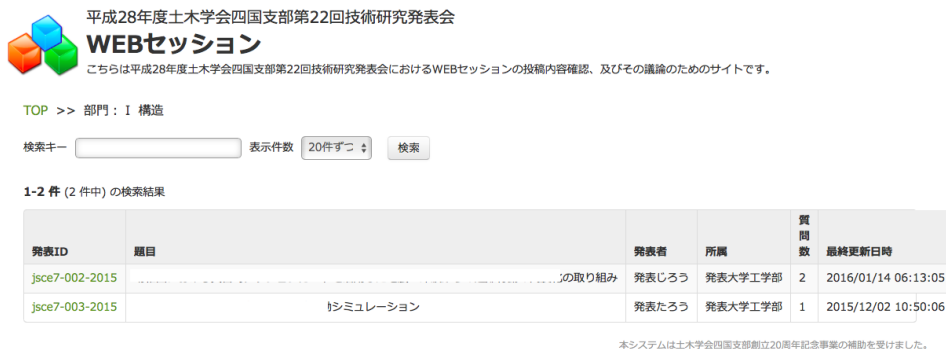 平成28年度土木学会四国支部第22回技術研究発表会
WEBセッション
こちらは平成28年度土木学会四国支部第22回技術研究発表会におけるWEBセッションの投稿内容確認、及びその議論のためのサイトです。
TOP >> 部門： I 構造
検索キー 表示件数 20件ずつ 検索
1-2 件 (2 件中) の検索結果
発表ID 題目 発表者 所属 質問数 最終更新日時
jsce7-002-2015 の取り組み 発表じろう 発表大学工学部 2 2016/01/14 06:13:05
jsce7-003-2015 シミュレーション 発表たろう 発表大学工学部 1 2015/12/02 10:50:06
本システムは土木学会四国支部創立20周年記念事業の補助を受けました。